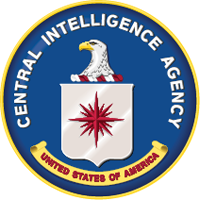 CENTRAL INTELLIGENCE AGENCY
UNITED STATES OF AMERICA